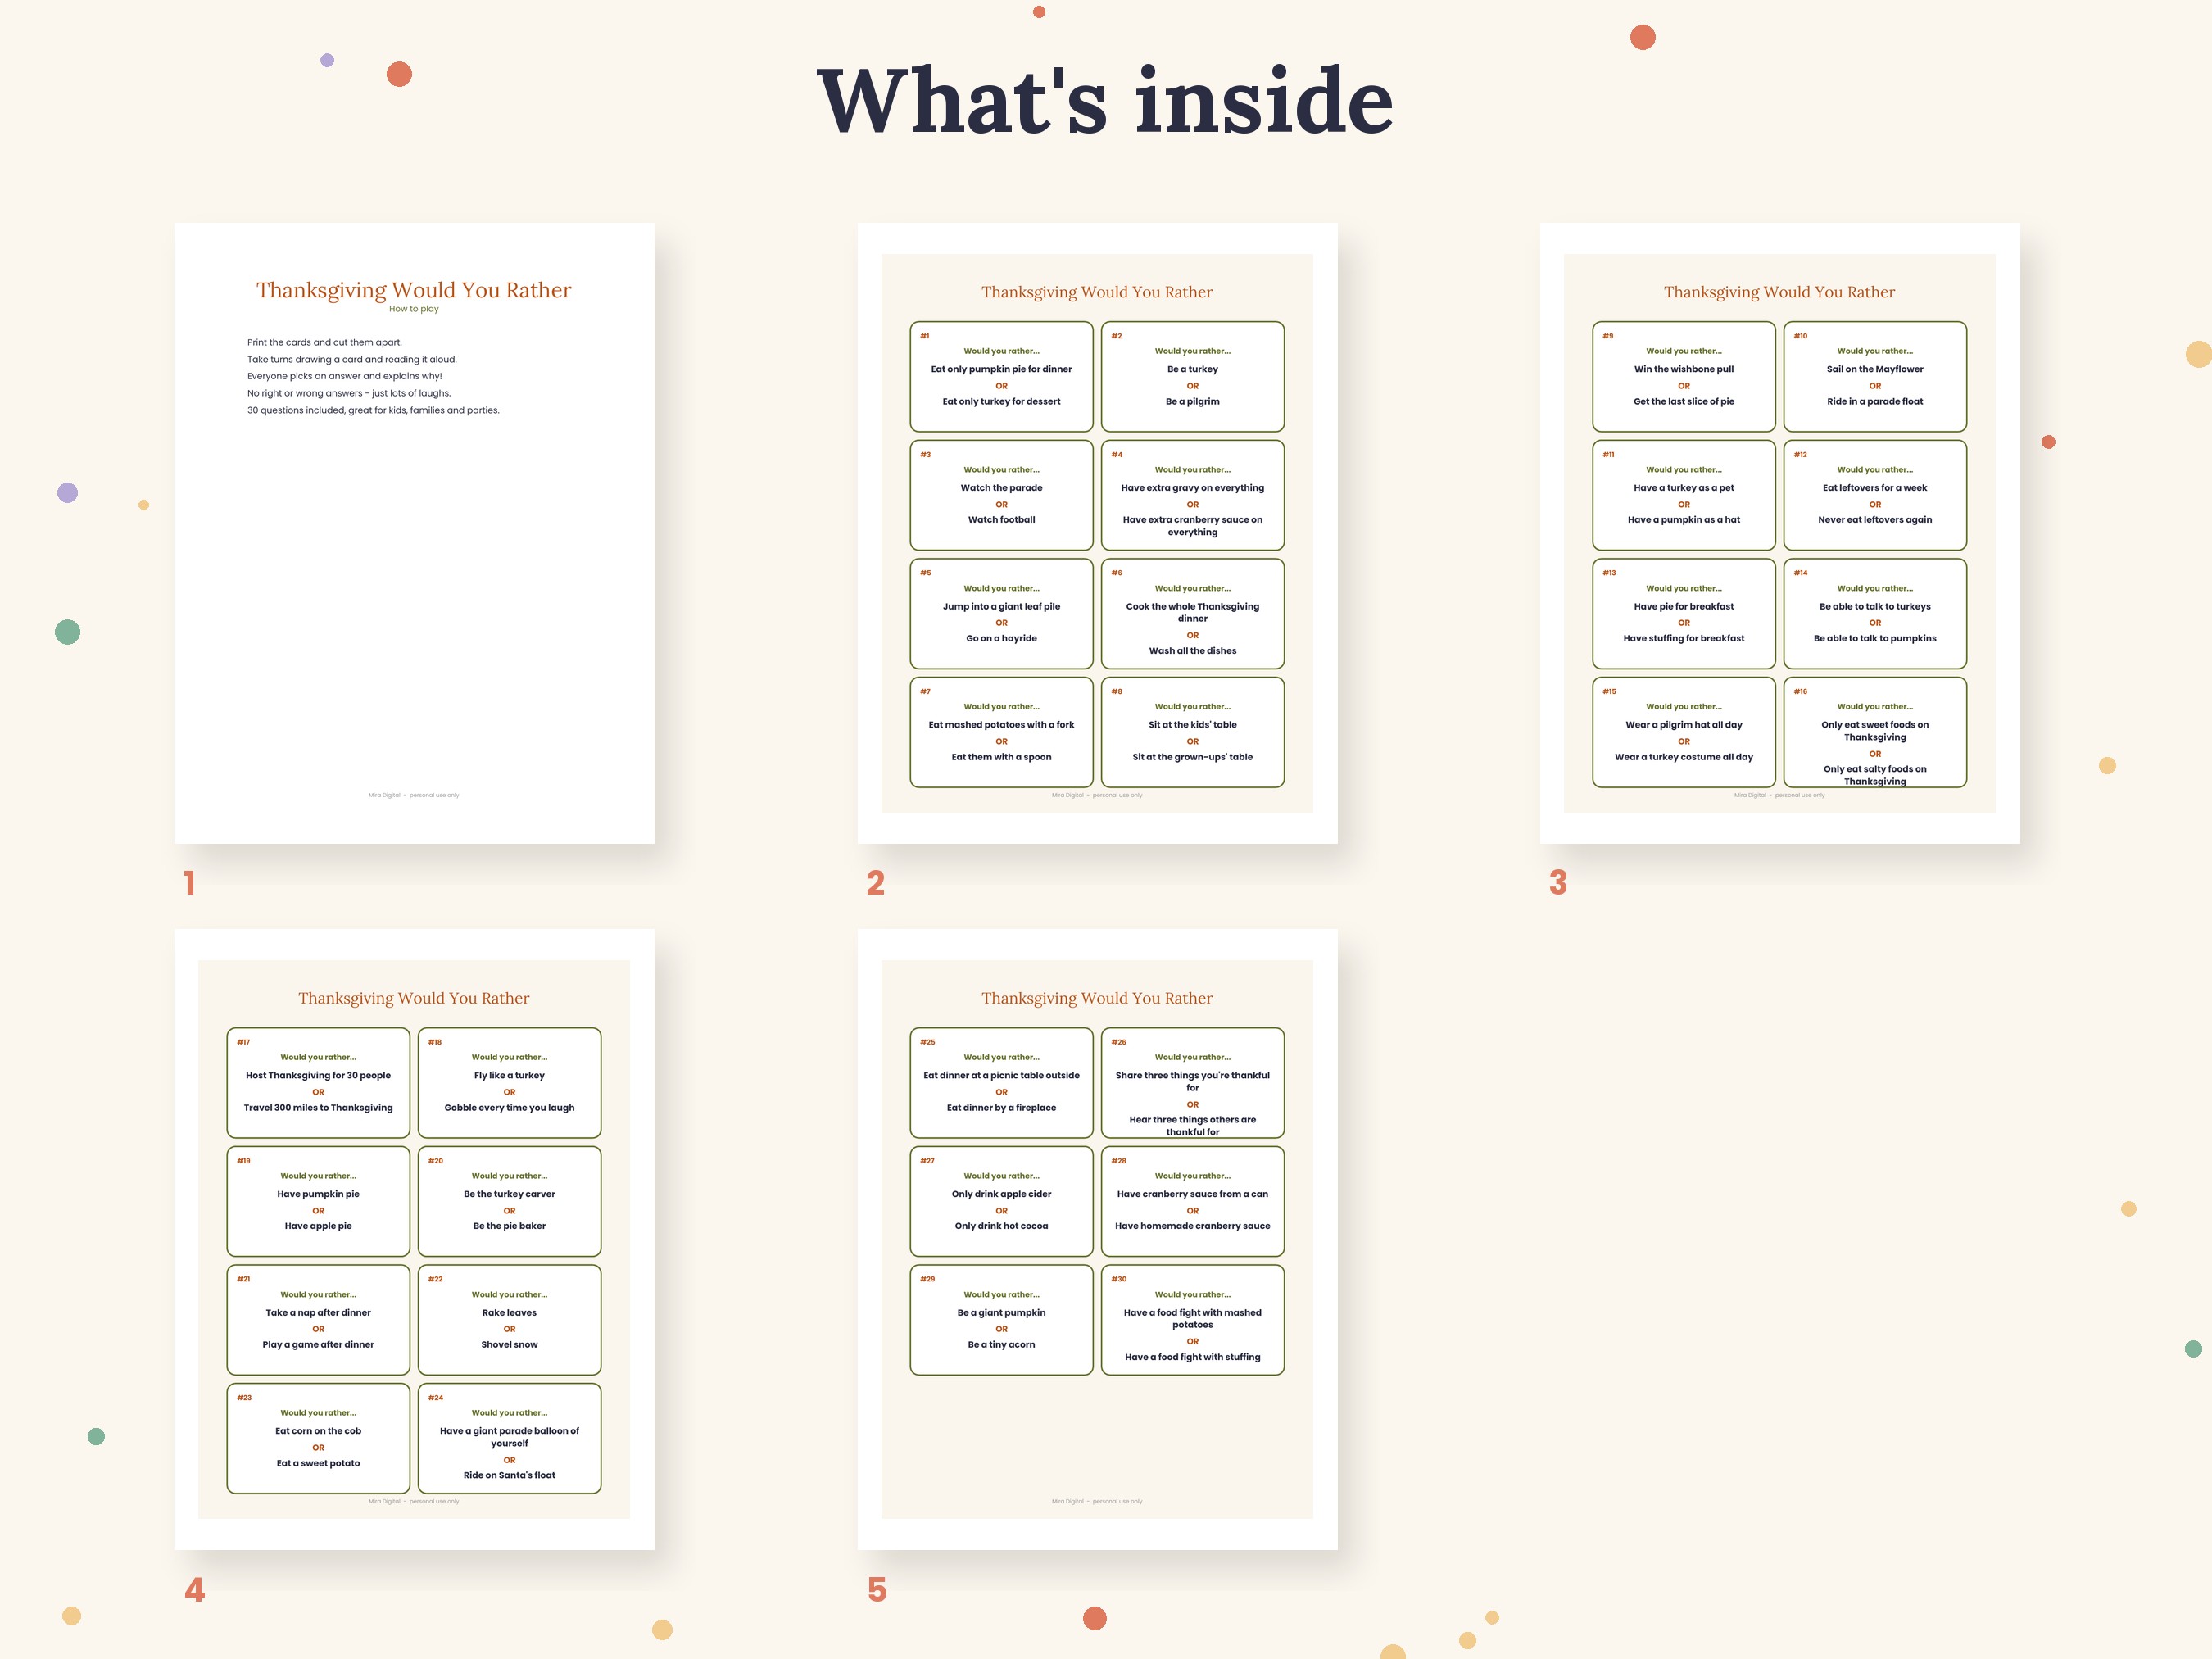 What's inside
Thanksgiving Would You Rather
How to play
Print the cards and cut them apart.
Take turns drawing a card and reading it aloud.
Everyone picks an answer and explains why!
No right or wrong answers - just lots of laughs.
30 questions included, great for kids, families and parties.
Mira Digital - personal use only
1
Thanksgiving Would You Rather
#1
Would you rather...
Eat only pumpkin pie for dinner
OR
Eat only turkey for dessert
#2
Would you rather...
Be a turkey
OR
Be a pilgrim
#3
Would you rather...
Watch the parade
OR
Watch football
#4
Would you rather...
Have extra gravy on everything
OR
Have extra cranberry sauce on
everything
#5
Would you rather...
Jump into a giant leaf pile
OR
Go on a hayride
#6
Would you rather...
Cook the whole Thanksgiving
dinner
OR
Wash all the dishes
#7
Would you rather...
Eat mashed potatoes with a fork
OR
Eat them with a spoon
#8
Would you rather...
Sit at the kids' table
OR
Sit at the grown-ups' table
Mira Digital - personal use only
2
Thanksgiving Would You Rather
#9
Would you rather...
Win the wishbone pull
OR
Get the last slice of pie
#10
Would you rather...
Sail on the Mayflower
OR
Ride in a parade float
#11
Would you rather...
Have a turkey as a pet
OR
Have a pumpkin as a hat
#12
Would you rather...
Eat leftovers for a week
OR
Never eat leftovers again
#13
Would you rather...
Have pie for breakfast
OR
Have stuffing for breakfast
#14
Would you rather...
Be able to talk to turkeys
OR
Be able to talk to pumpkins
#15
Would you rather...
Wear a pilgrim hat all day
OR
Wear a turkey costume all day
#16
Would you rather...
Only eat sweet foods on
Thanksgiving
OR
Only eat salty foods on
Thanksgiving
Mira Digital - personal use only
3
Thanksgiving Would You Rather
#17
Would you rather...
Host Thanksgiving for 30 people
OR
Travel 300 miles to Thanksgiving
#18
Would you rather...
Fly like a turkey
OR
Gobble every time you laugh
#19
Would you rather...
Have pumpkin pie
OR
Have apple pie
#20
Would you rather...
Be the turkey carver
OR
Be the pie baker
#21
Would you rather...
Take a nap after dinner
OR
Play a game after dinner
#22
Would you rather...
Rake leaves
OR
Shovel snow
#23
Would you rather...
Eat corn on the cob
OR
Eat a sweet potato
#24
Would you rather...
Have a giant parade balloon of
yourself
OR
Ride on Santa's float
Mira Digital - personal use only
4
Thanksgiving Would You Rather
#25
Would you rather...
Eat dinner at a picnic table outside
OR
Eat dinner by a fireplace
#26
Would you rather...
Share three things you're thankful
for
OR
Hear three things others are
thankful for
#27
Would you rather...
Only drink apple cider
OR
Only drink hot cocoa
#28
Would you rather...
Have cranberry sauce from a can
OR
Have homemade cranberry sauce
#29
Would you rather...
Be a giant pumpkin
OR
Be a tiny acorn
#30
Would you rather...
Have a food fight with mashed
potatoes
OR
Have a food fight with stuffing
Mira Digital - personal use only
5